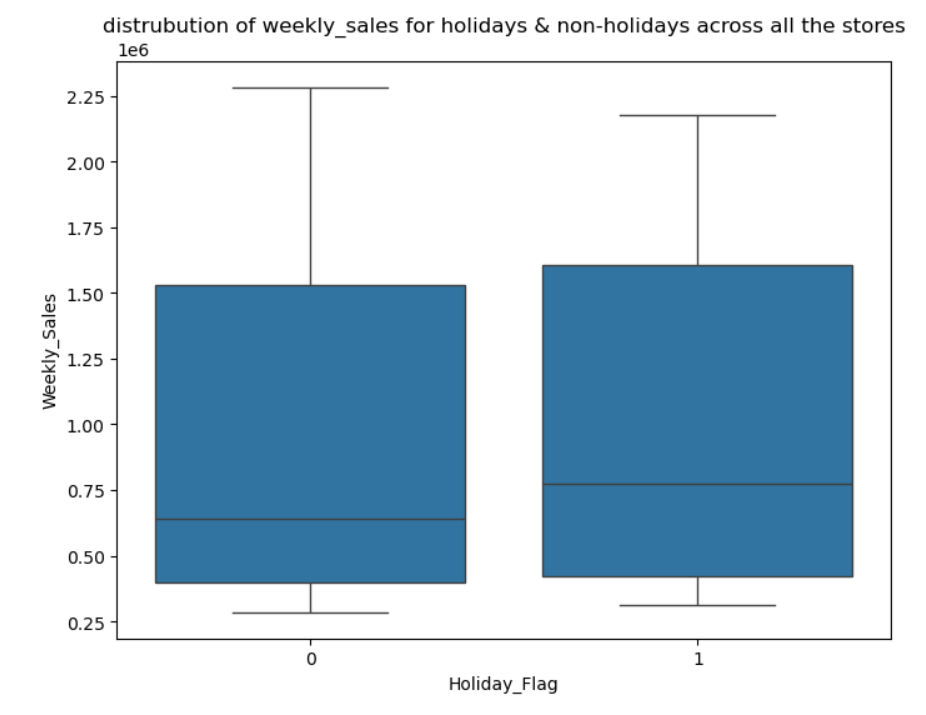 distrubution of weekly_sales for holidays & non-holidays across all the stores
1e6
2.25
2.00
1.75
1.50
1.25
1.00
0.75
0.50
0.25
Weekly_Sales
0
1
Holiday_Flag